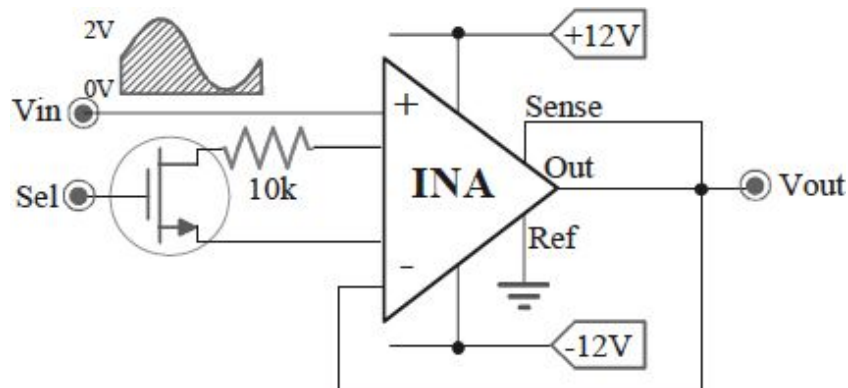 2V
+12V
0V
Vin
+
Sense
10k
INA
Out
Sel
Vout
Ref
-
-12V